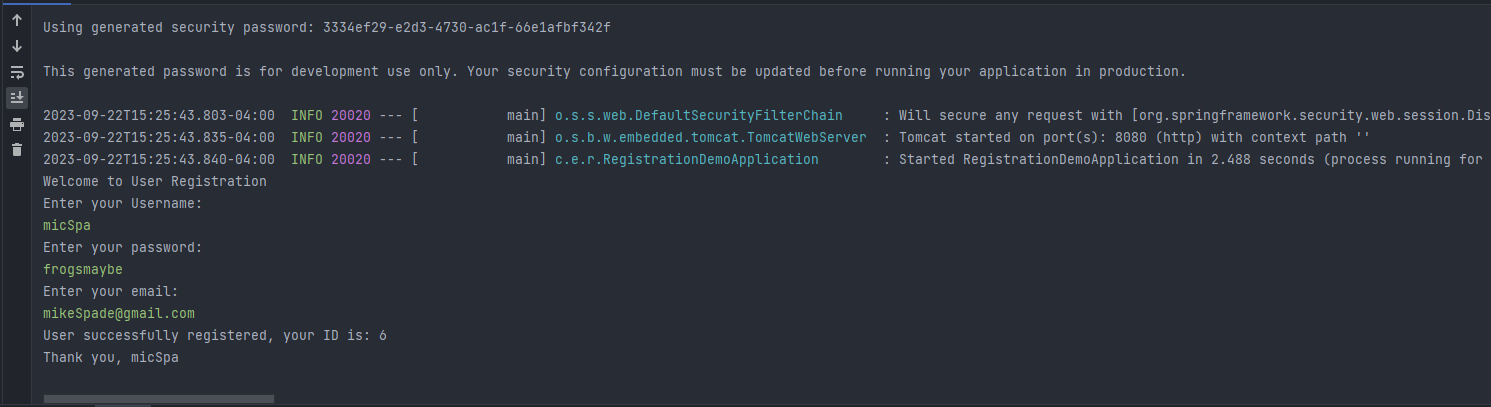 Using generated security password: 3334ef29-e2d3-4730-ac1f-66e1afbf342f
This generated password is for development use only. Your security configuration must be updated before running your application in production.
2023-09-22T15:25:43.803-04:00  INFO 20020 --- [           main] o.s.s.web.DefaultSecurityFilterChain     : Will secure any request with [org.springframework.security.web.session.Dis
2023-09-22T15:25:43.835-04:00  INFO 20020 --- [           main] o.s.b.w.embedded.tomcat.TomcatWebServer  : Tomcat started on port(s): 8080 (http) with context path ''
2023-09-22T15:25:43.840-04:00  INFO 20020 --- [           main] c.e.r.RegistrationDemoApplication        : Started RegistrationDemoApplication in 2.488 seconds (process running for
Welcome to User Registration
Enter your Username:
micSpa
Enter your password:
frogsmaybe
Enter your email:
mikeSpade@gmail.com
User successfully registered, your ID is: 6
Thank you, micSpa